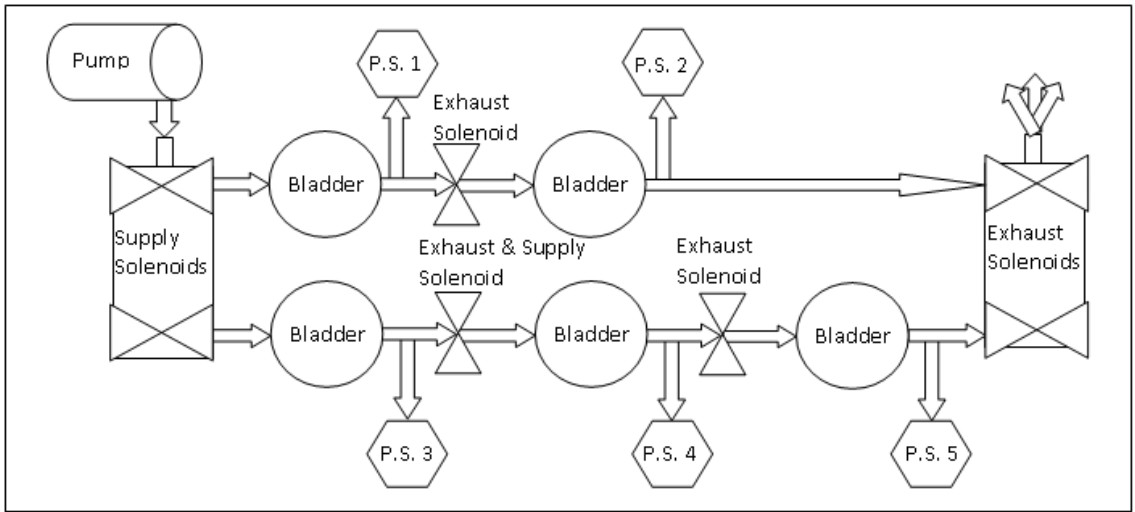 Pump
P.S. 1
P.S. 2
Exhaust
Solenoid
Bladder
Bladder
Supply
Solenoids
Exhaust & Supply
Solenoid
Exhaust
Solenoid
Exhaust
Solenoids
Bladder
Bladder
Bladder
P.S. 3
P.S. 4
P.S. 5